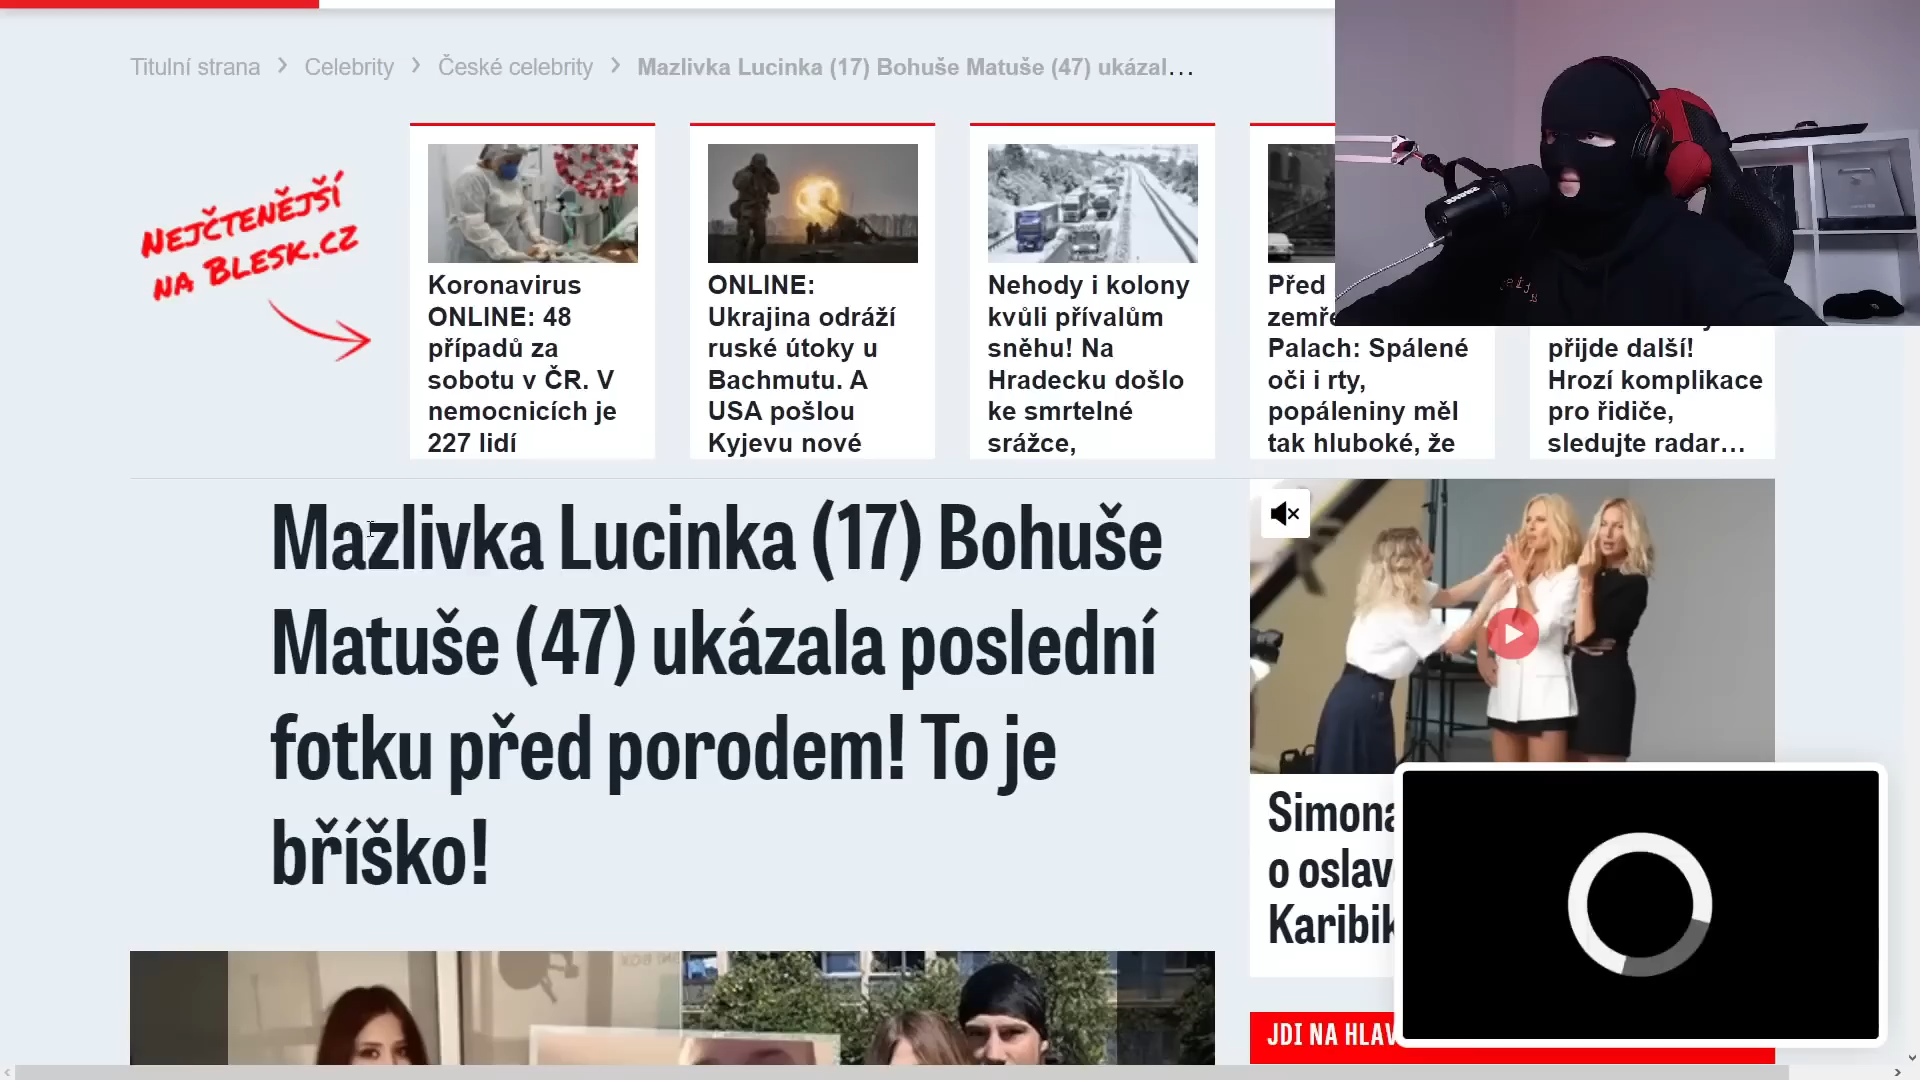 Titulní strana > Celebrity > České celebrity > Mazlivka Lucinka (17) Bohuše Matuše (47) ukázal...
NEJČTENĚJŠÍ
NA BLESK.CZ
Koronavirus
ONLINE: 48
případů za
sobotu v ČR. V
nemocnicích je
227 lidí
ONLINE:
Ukrajina odráží
ruské útoky u
Bachmutu. A
USA pošlou
Kyjevu nové
Nehody i kolony
kvůli přívalům
sněhu! Na
Hradecku došlo
ke smrtelné
srážce,
Před
Palach: Spálené
oči i rty,
popáleniny měl
tak hluboké, že
přijde další!
Hrozí komplikace
pro řidiče,
sledujte radar...
Mazlivka Lucinka (17) Bohuše
Matuše (47) ukázala poslední
fotku před porodem! To je
bříško!
Simona
o oslav
Karibik
JDI NA HLAV